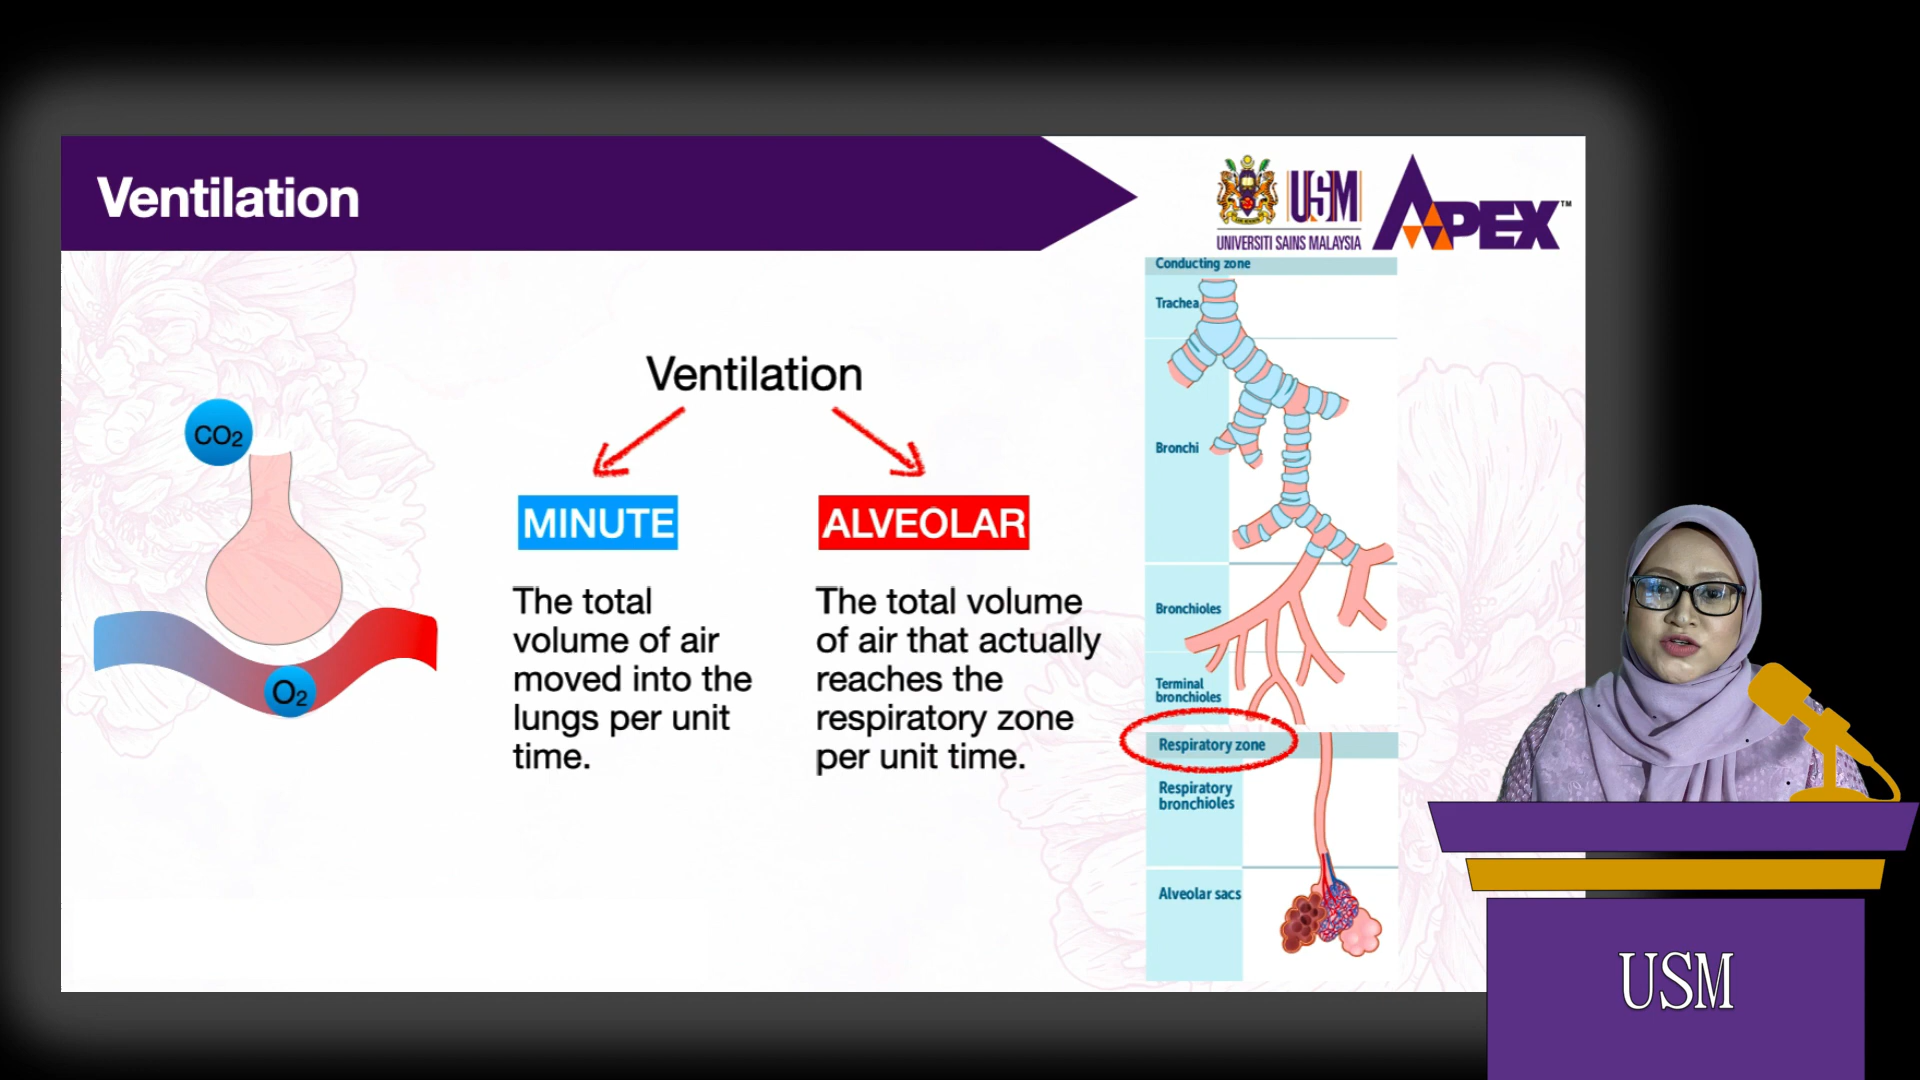 Ventilation
USM
UNIVERSITI SAINS MALAYSIA
APEX™
Ventilation
MINUTE
The total
volume of air
moved into the
lungs per unit
time.
ALVEOLAR
The total volume
of air that actually
reaches the
respiratory zone
per unit time.
CO₂
O₂
Conducting zone
Trachea
Bronchi
Bronchioles
Terminal
bronchioles
Respiratory zone
Respiratory
bronchioles
Alveolar sacs
USM